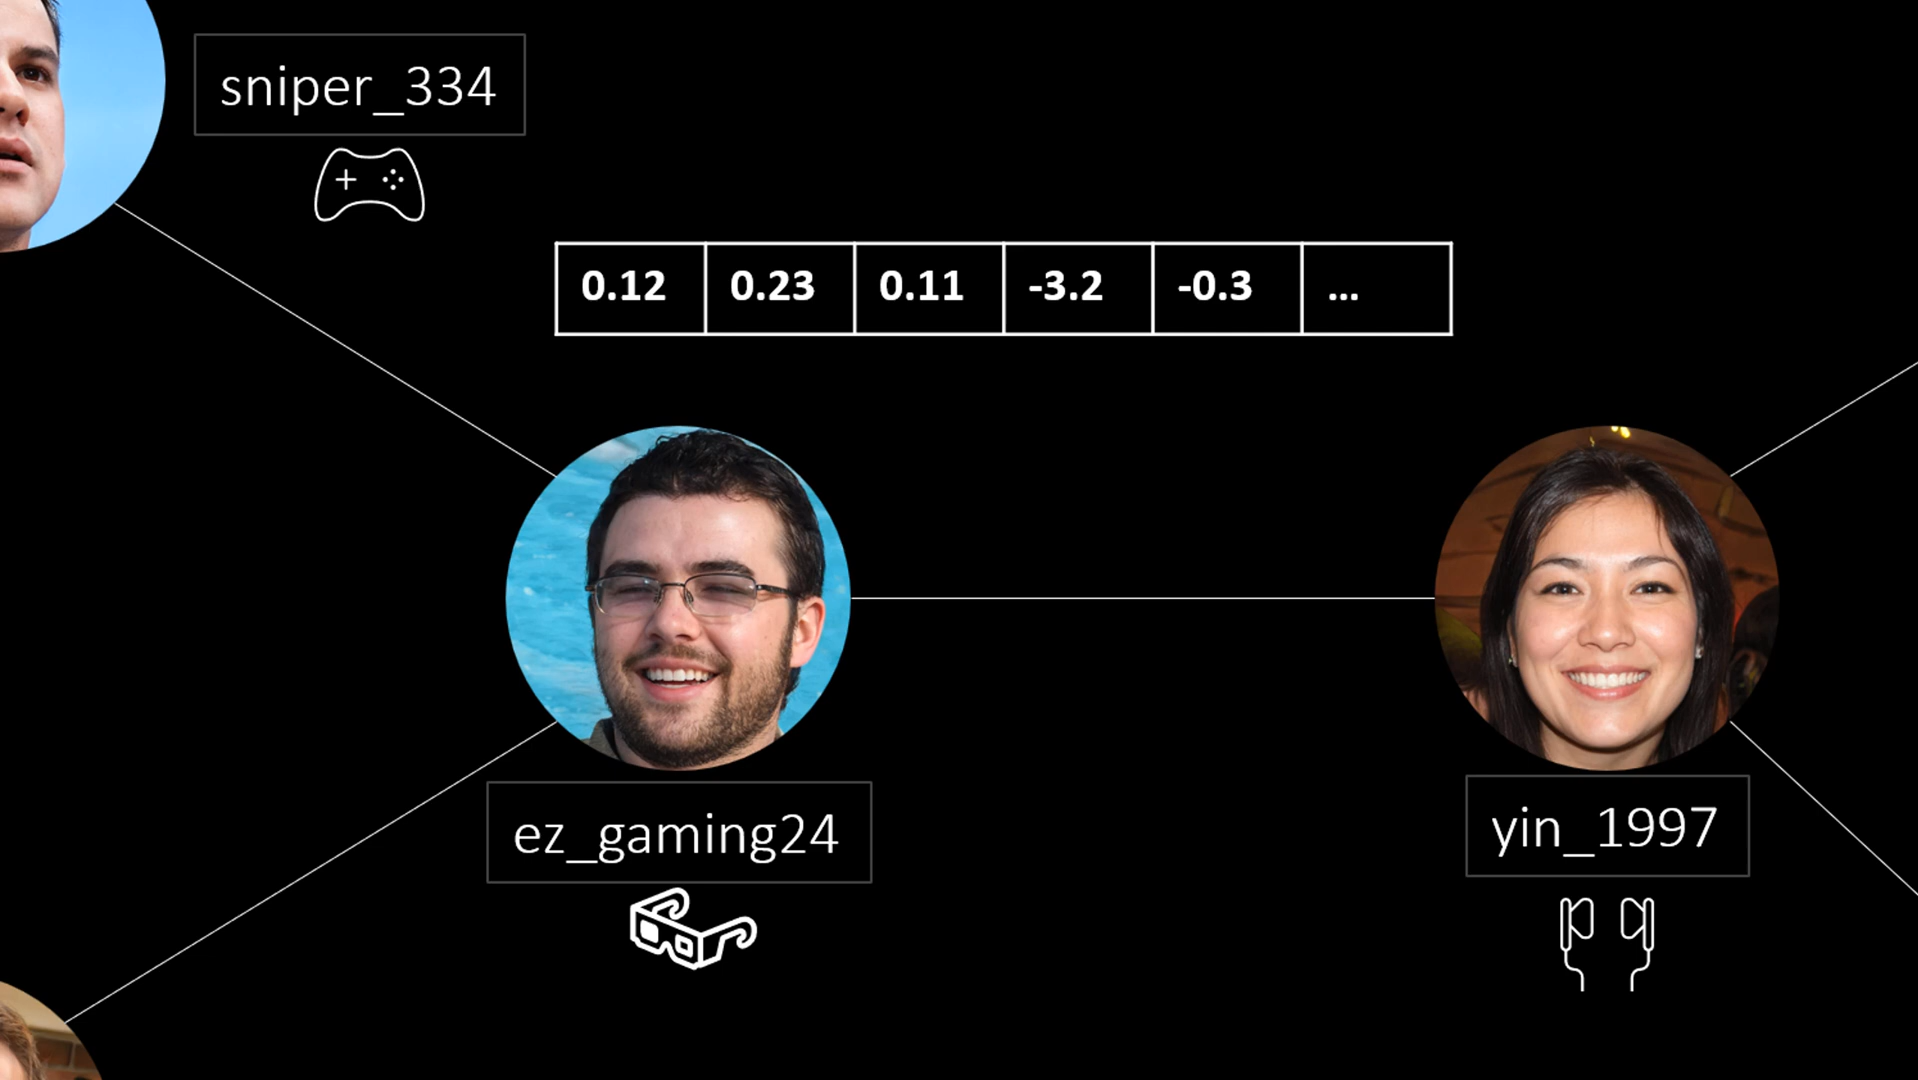 sniper_334
0.12 0.23 0.11 -3.2 -0.3 ...
ez_gaming24
yin_1997